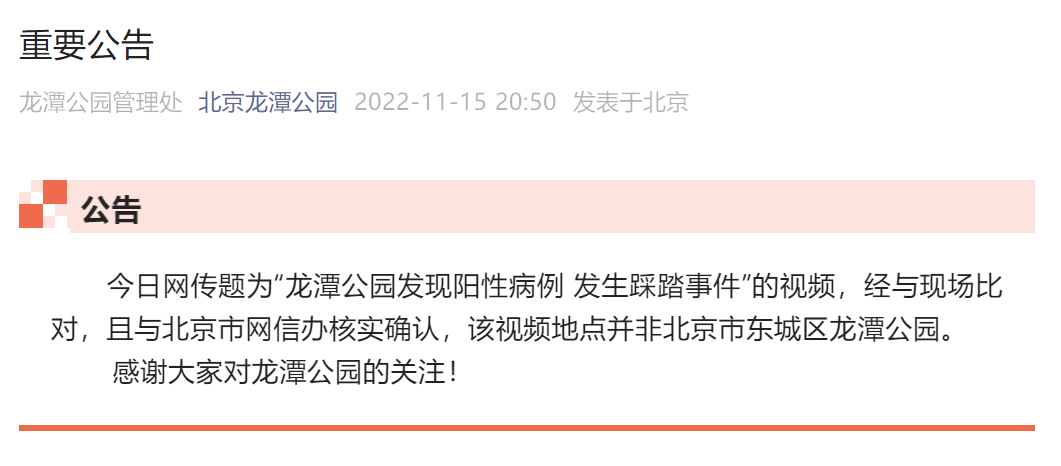 重要公告
龙潭公园管理处 北京龙潭公园 2022-11-15 20:50 发表于北京
公告
今日网传题为“龙潭公园发现阳性病例 发生踩踏事件”的视频，经与现场比
对，且与北京市网信办核实确认，该视频地点并非北京市东城区龙潭公园。
感谢大家对龙潭公园的关注！